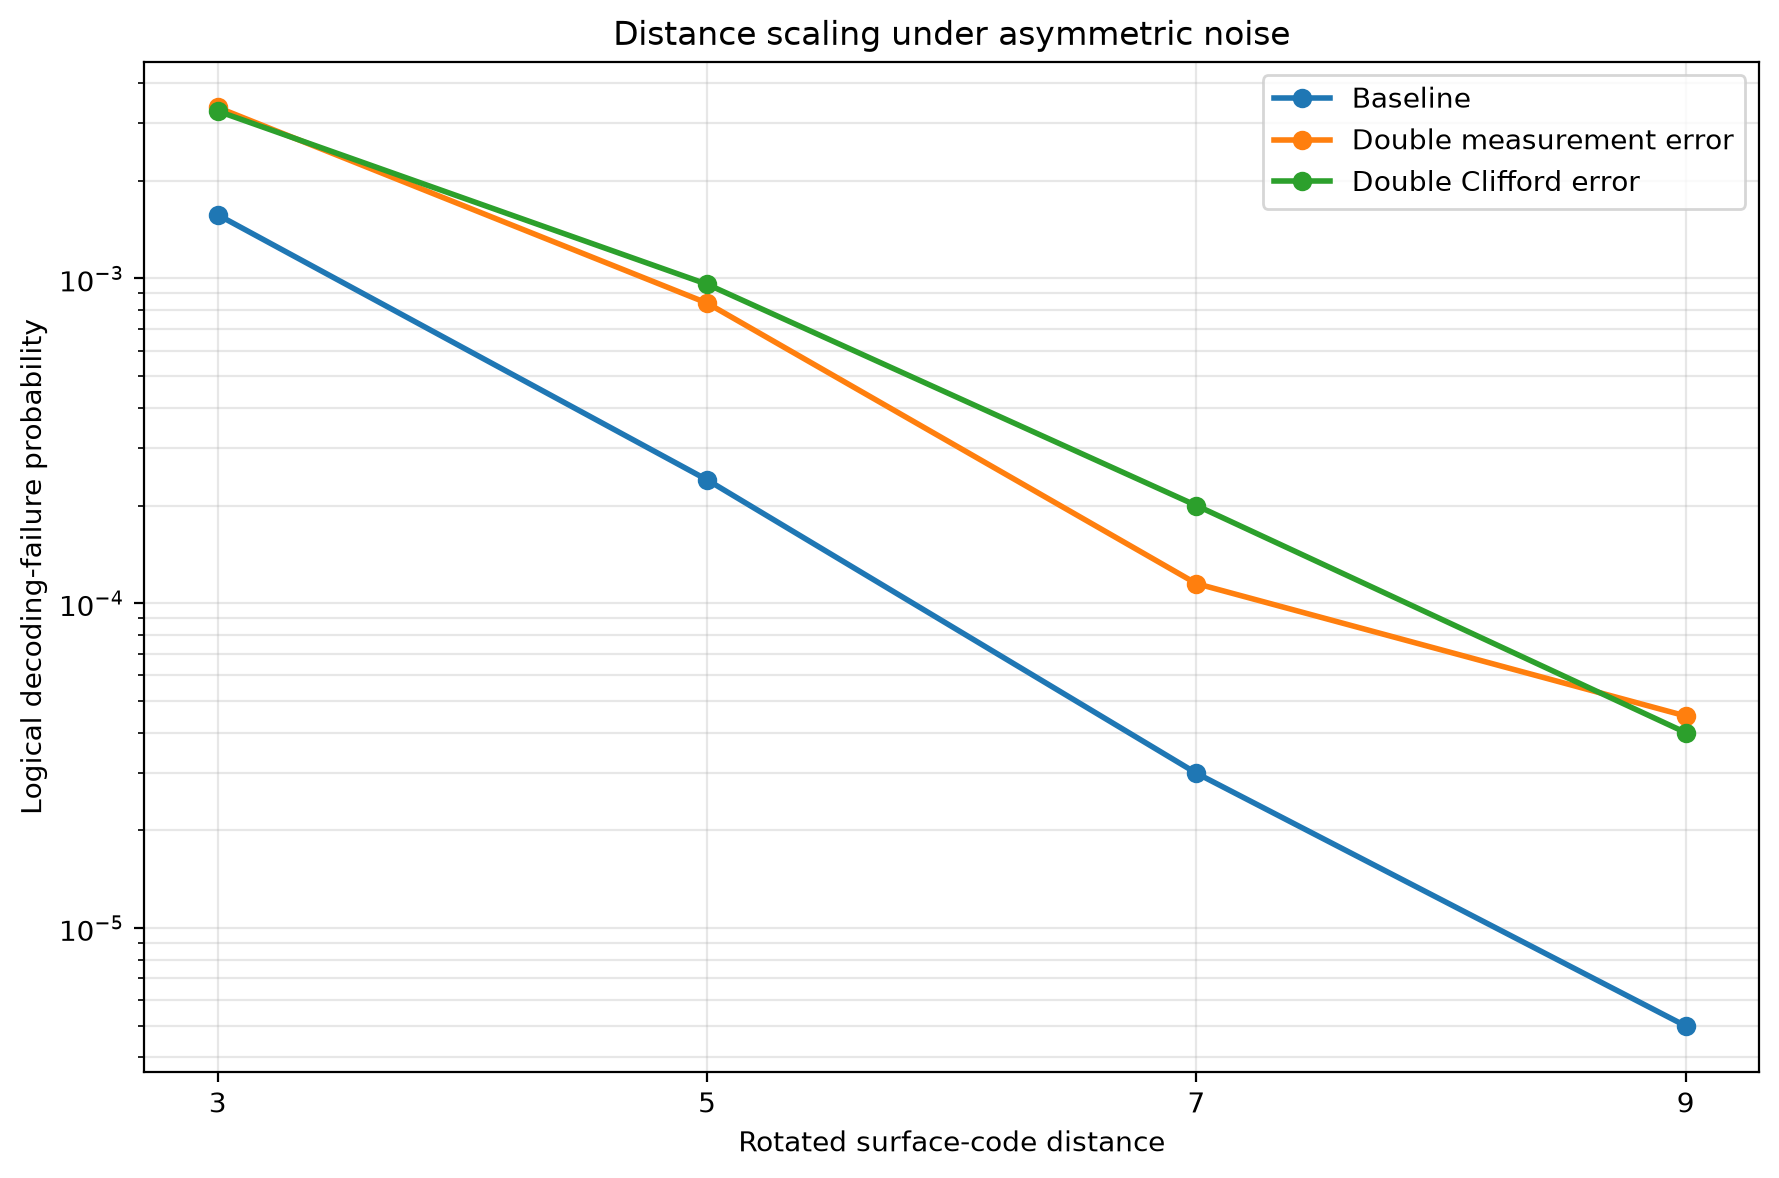 Distance scaling under asymmetric noise
Baseline
Double measurement error
Double Clifford error
Logical decoding-failure probability
10⁻³
10⁻⁴
10⁻⁵
3 5 7 9
Rotated surface-code distance